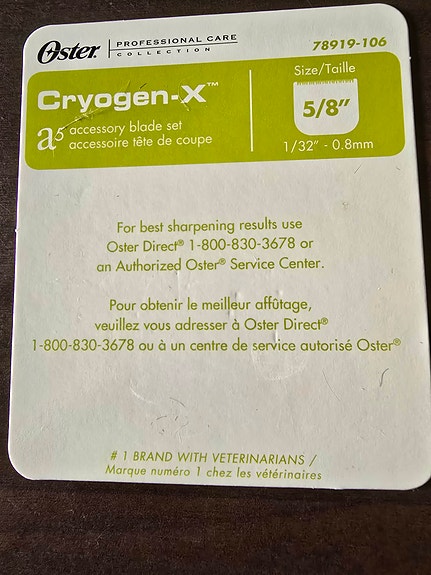 Oster. PROFESSIONAL CARE
COLLECTION
78919-106
Cryogen-X™
a5 accessory blade set
accessoire tête de coupe
Size/Taille
5/8"
1/32" - 0.8mm
For best sharpening results use
Oster Direct® 1-800-830-3678 or
an Authorized Oster® Service Center.
Pour obtenir le meilleur affûtage,
veuillez vous adresser à Oster Direct®
1-800-830-3678 ou à un centre de service autorisé Oster®
# 1 BRAND WITH VETERINARIANS /
Marque numéro 1 chez les vétérinaires